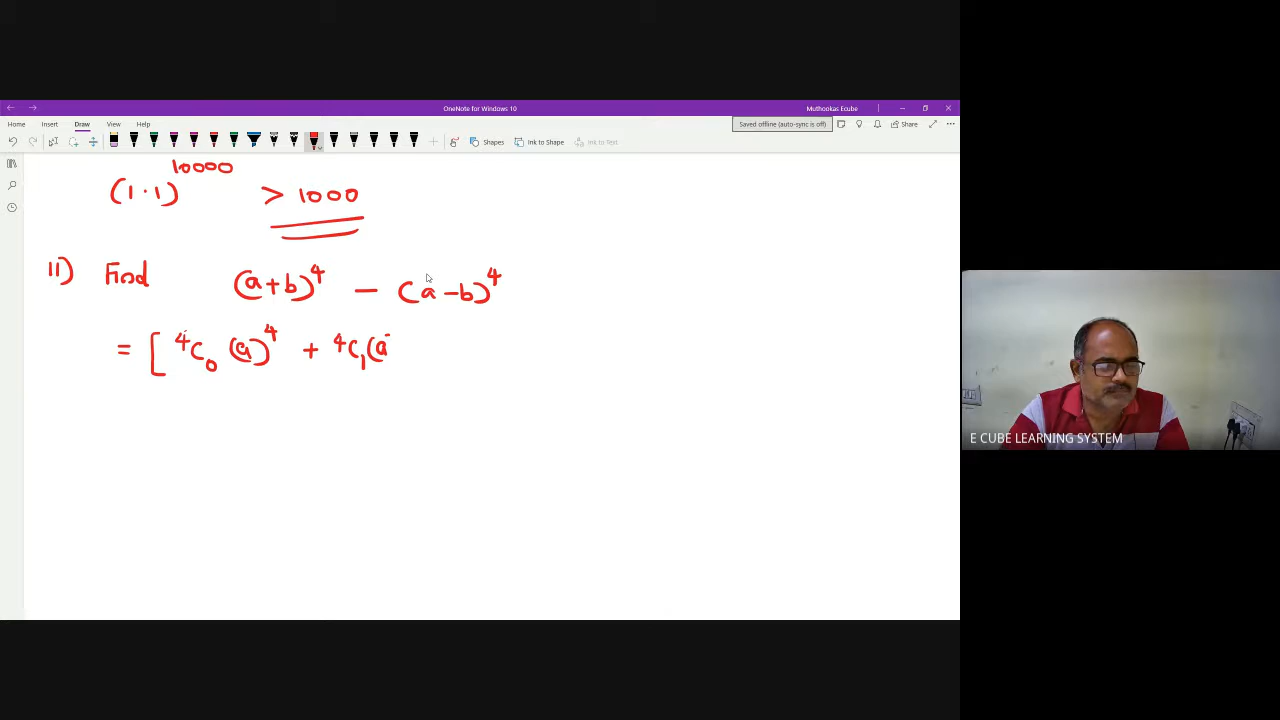 OneNote for Windows 10
Muthookas Ecube
Home Insert Draw View Help
Saved offline (auto-sync is off)
Share
Shapes Ink to Shape Ink to Text
(1·1)¹⁰⁰⁰⁰ > 1000
11) Find (a+b)⁴ − (a−b)⁴
= [ ⁴C₀ (a)⁴ + ⁴C₁(a
E CUBE LEARNING SYSTEM